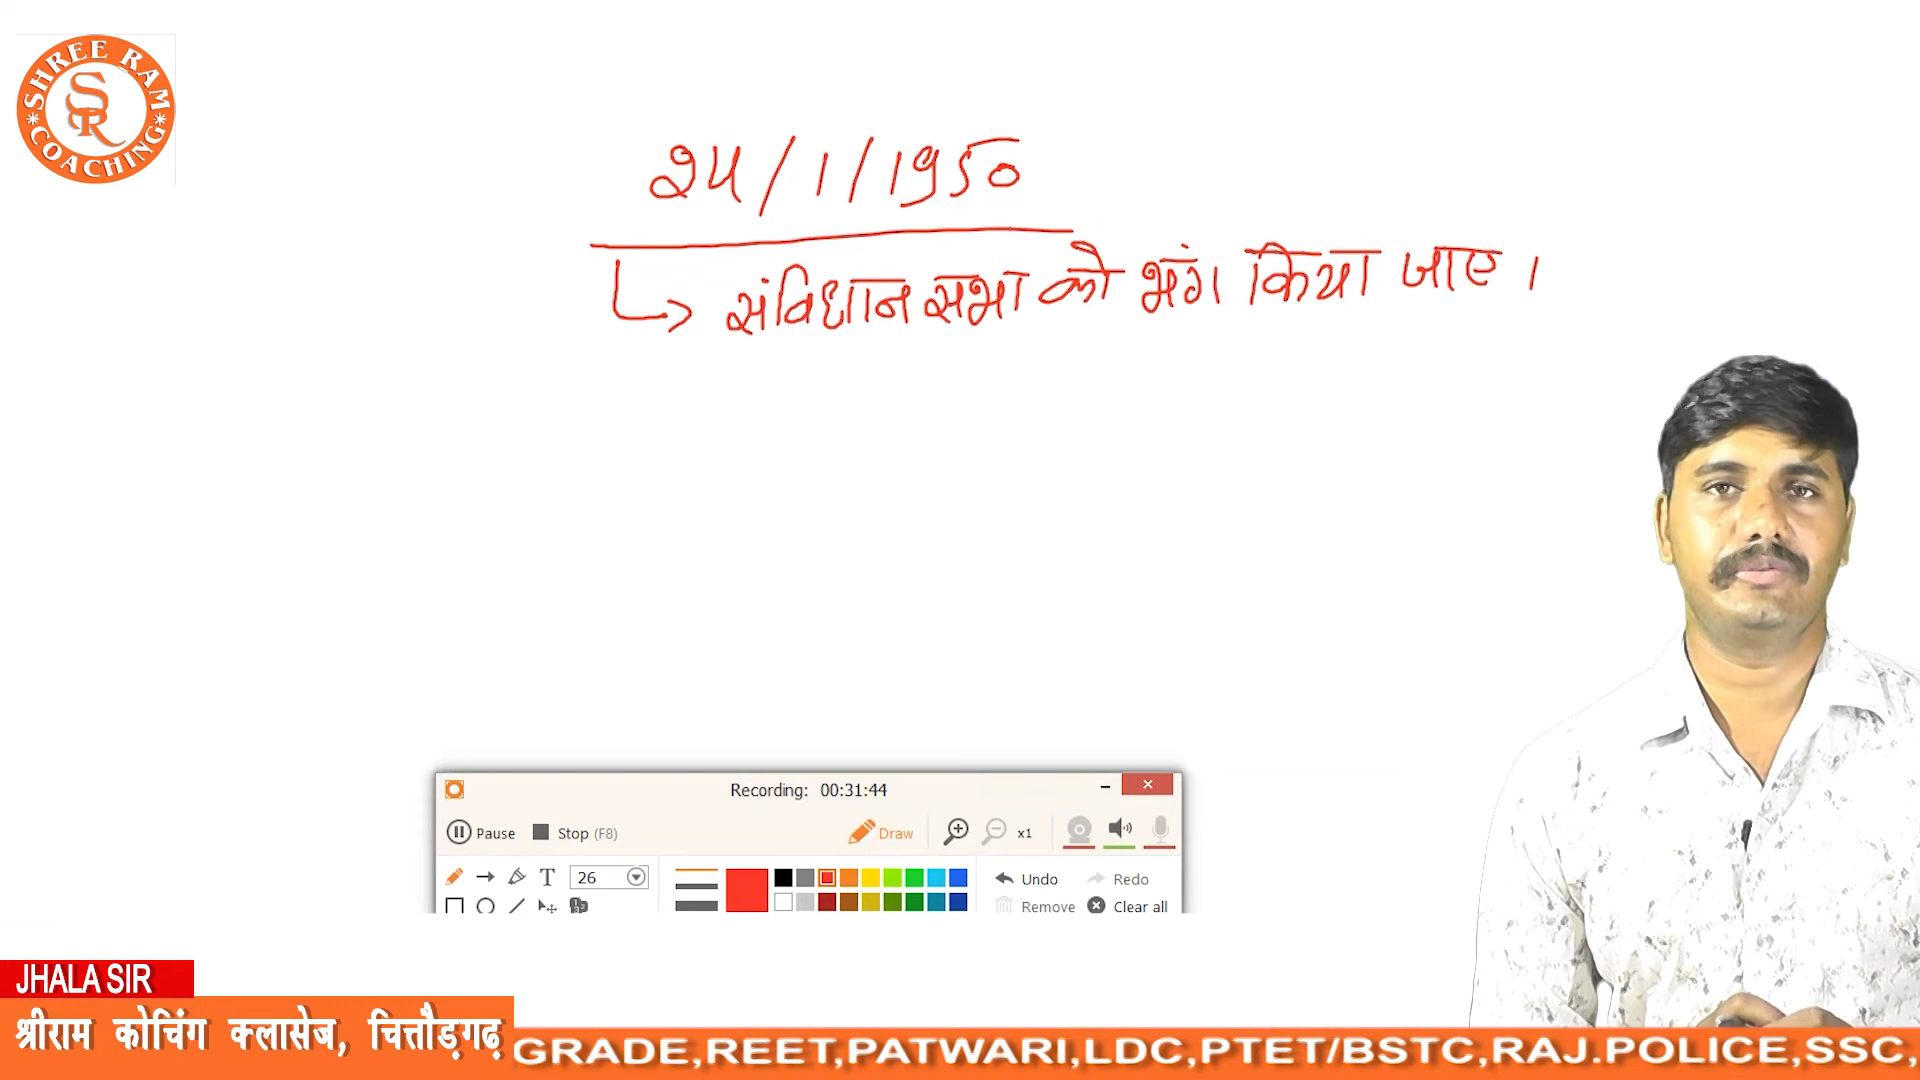 SHREE RAM
SR
COACHING
24/1/1950
संविधान सभा को भंग किया जाए।
Recording: 00:31:44
Pause Stop (F8) Draw x1
T 26 Undo Redo
Remove Clear all
JHALA SIR
श्रीराम कोचिंग क्लासेज, चित्तौड़गढ़
GRADE,REET,PATWARI,LDC,PTET/BSTC,RAJ.POLICE,SSC,